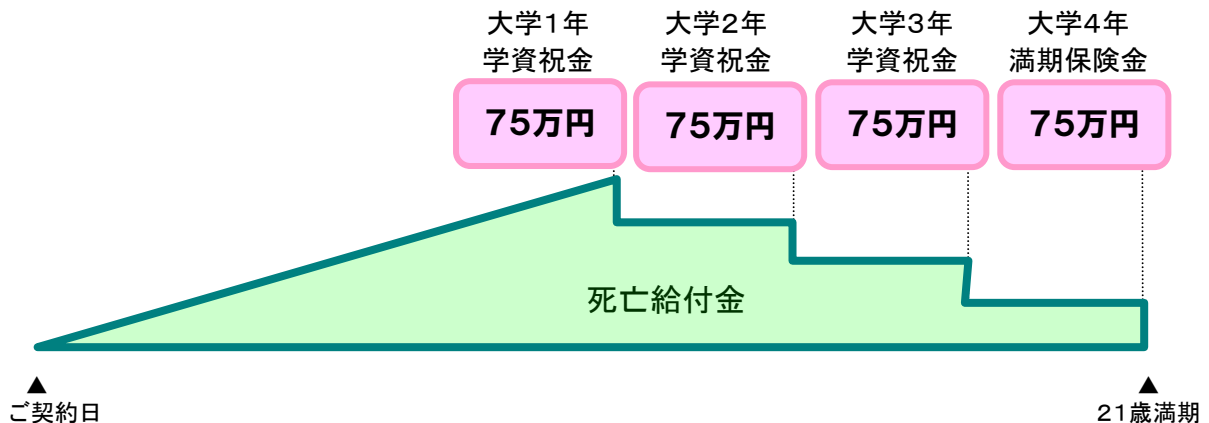 大学1年
学資祝金
75万円
大学2年
学資祝金
75万円
大学3年
学資祝金
75万円
大学4年
満期保険金
75万円
死亡給付金
▲
ご契約日
▲
21歳満期